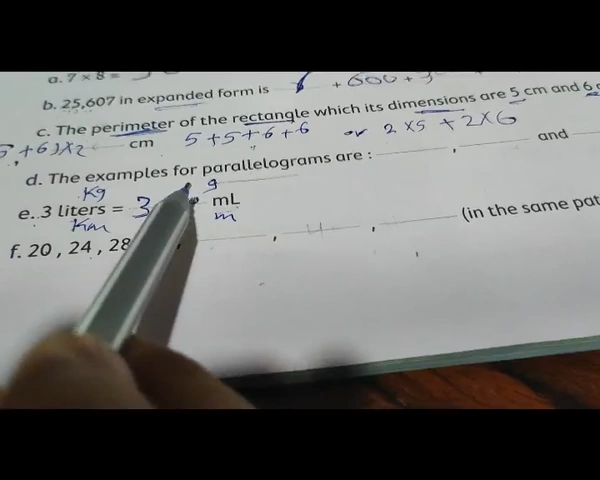 a. 7 × 8 =
b. 25,607 in expanded form is + 600 +
c. The perimeter of the rectangle which its dimensions are 5 cm and 6
+6)×2 cm 5+5+6+6 or 2×5 + 2×6
d. The examples for parallelograms are : , and
Kg g
e. 3 liters = 3 mL
Km m
f. 20 , 24 , 28 , , (in the same pat